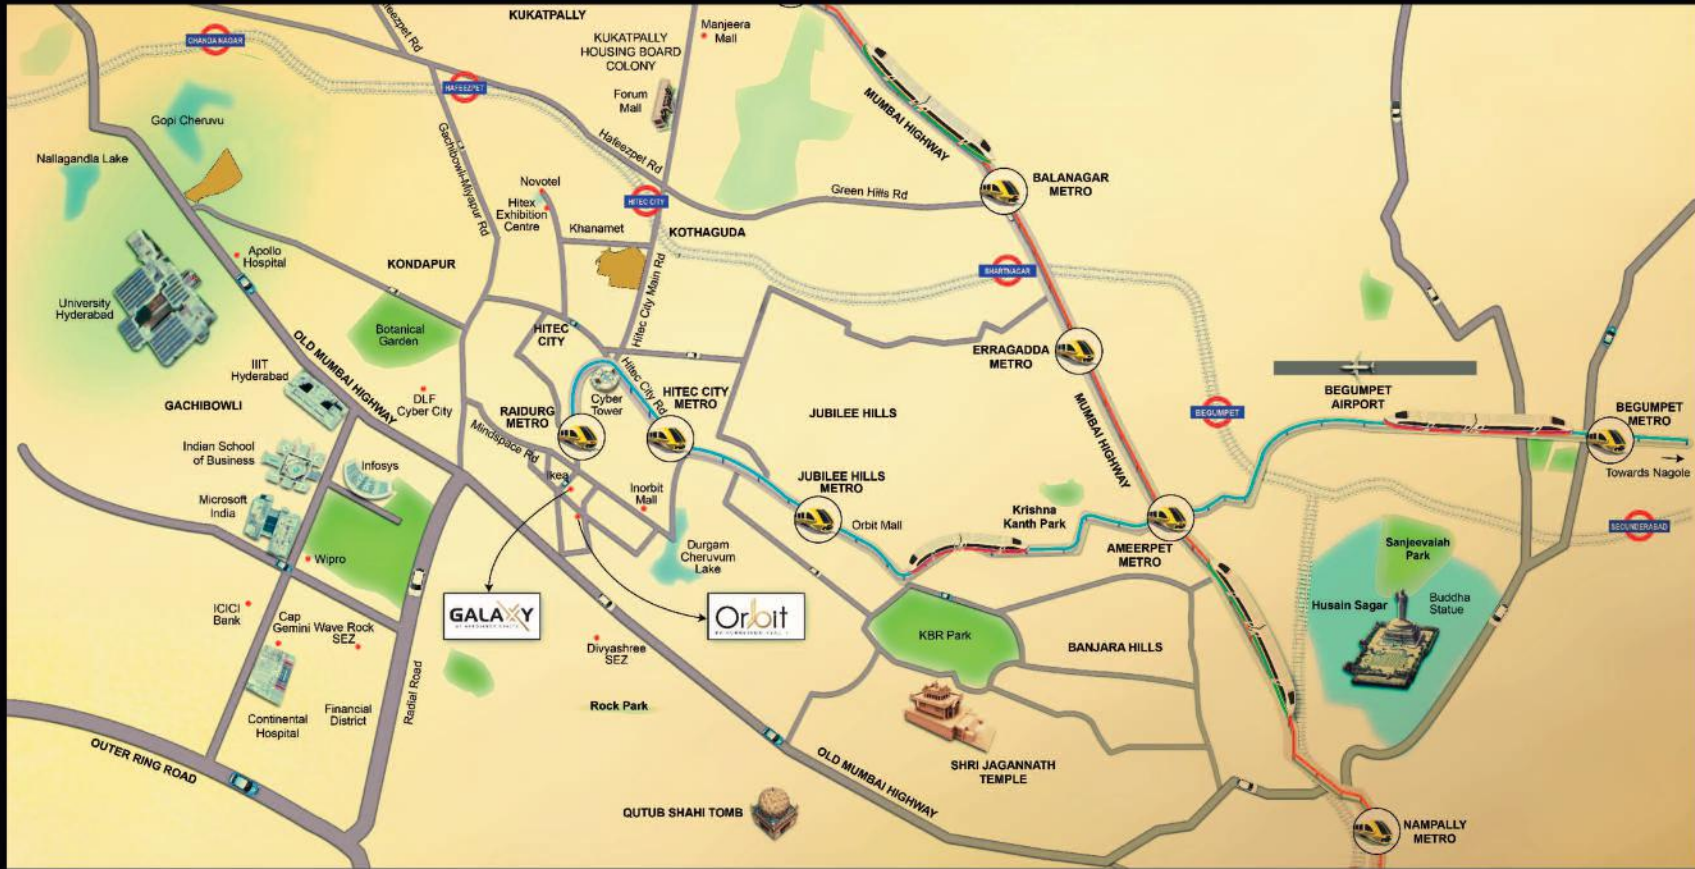 KUKATPALLY
Hafeezpet Rd
CHANDA NAGAR
Manjeera
Mall
KUKATPALLY
HOUSING BOARD
COLONY
HAFEEZPET
Forum
Mall
MUMBAI HIGHWAY
Gopi Cheruvu
Gachibowli-Miyapur Rd
Hafeezpet Rd
Nallagandla Lake
Novotel
Hitex
Exhibition
Centre
HITEC CITY
Green Hills Rd
BALANAGAR
METRO
Khanamet
KOTHAGUDA
Apollo
Hospital
KONDAPUR
BHARTNAGAR
University
Hyderabad
Hitec City Main Rd
Botanical
Garden
HITEC
CITY
OLD MUMBAI HIGHWAY
ERRAGADDA
METRO
IIIT
Hyderabad
Hitec City Rd
BEGUMPET
AIRPORT
GACHIBOWLI
DLF
Cyber City
RAIDURG
METRO
Cyber
Tower
HITEC CITY
METRO
JUBILEE HILLS
MUMBAI HIGHWAY
BEGUMPET
BEGUMPET
METRO
Mindspace Rd
Indian School
of Business
Infosys
Ikea
Inorbit
Mall
JUBILEE HILLS
METRO
Towards Nagole
Microsoft
India
Orbit Mall
Krishna
Kanth Park
SECUNDERABAD
Wipro
Durgam
Cheruvum
Lake
AMEERPET
METRO
Sanjeevaiah
Park
ICICI
Bank
Cap
Gemini
Wave Rock
SEZ
GALAXY
Orbit
Husain Sagar
Buddha
Statue
KBR Park
Divyashree
SEZ
BANJARA HILLS
Radial Road
Rock Park
Continental
Hospital
Financial
District
OUTER RING ROAD
OLD MUMBAI HIGHWAY
SHRI JAGANNATH
TEMPLE
QUTUB SHAHI TOMB
NAMPALLY
METRO